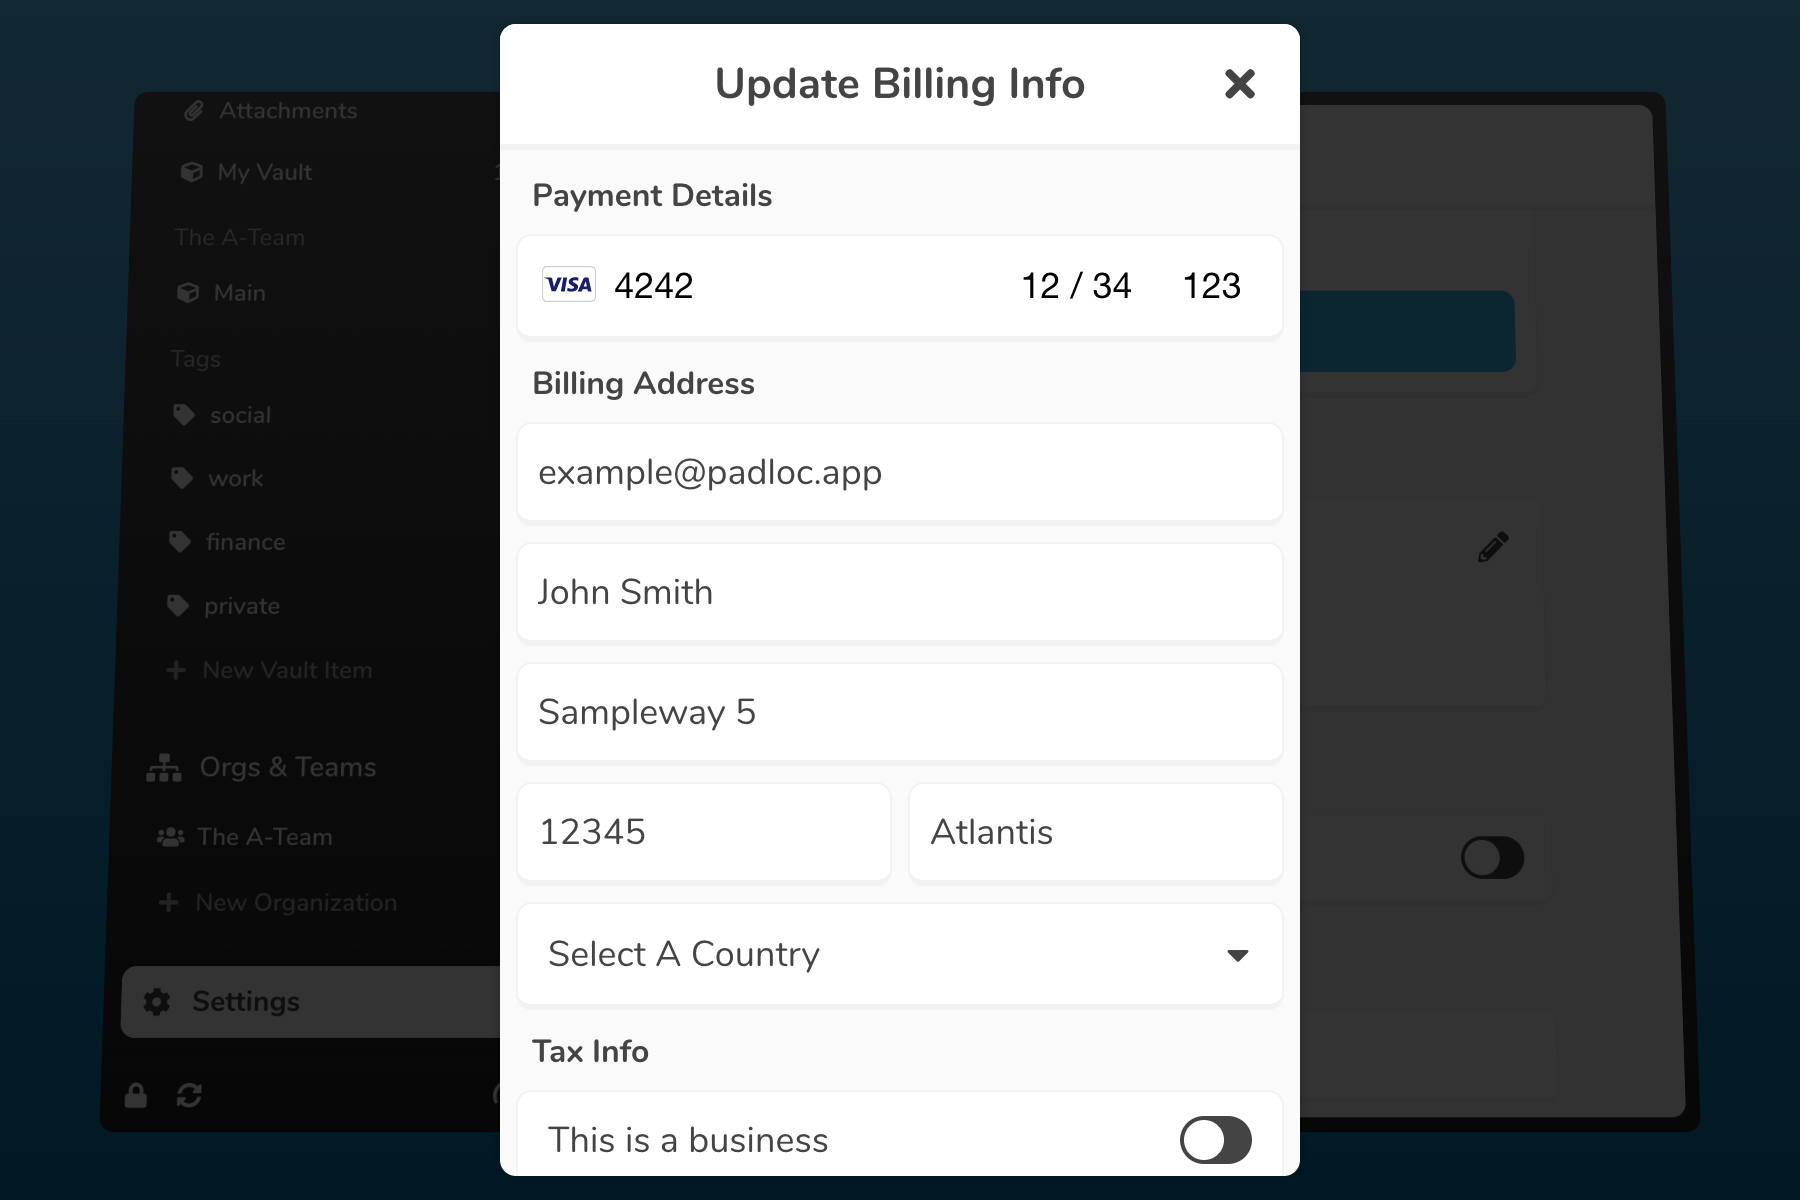 Update Billing Info
Attachments
My Vault
The A-Team
Main
Tags
social
work
finance
private
New Vault Item
Orgs & Teams
The A-Team
New Organization
Settings
Payment Details
VISA 4242 12 / 34 123
Billing Address
example@padloc.app
John Smith
Sampleway 5
12345 Atlantis
Select A Country
Tax Info
This is a business